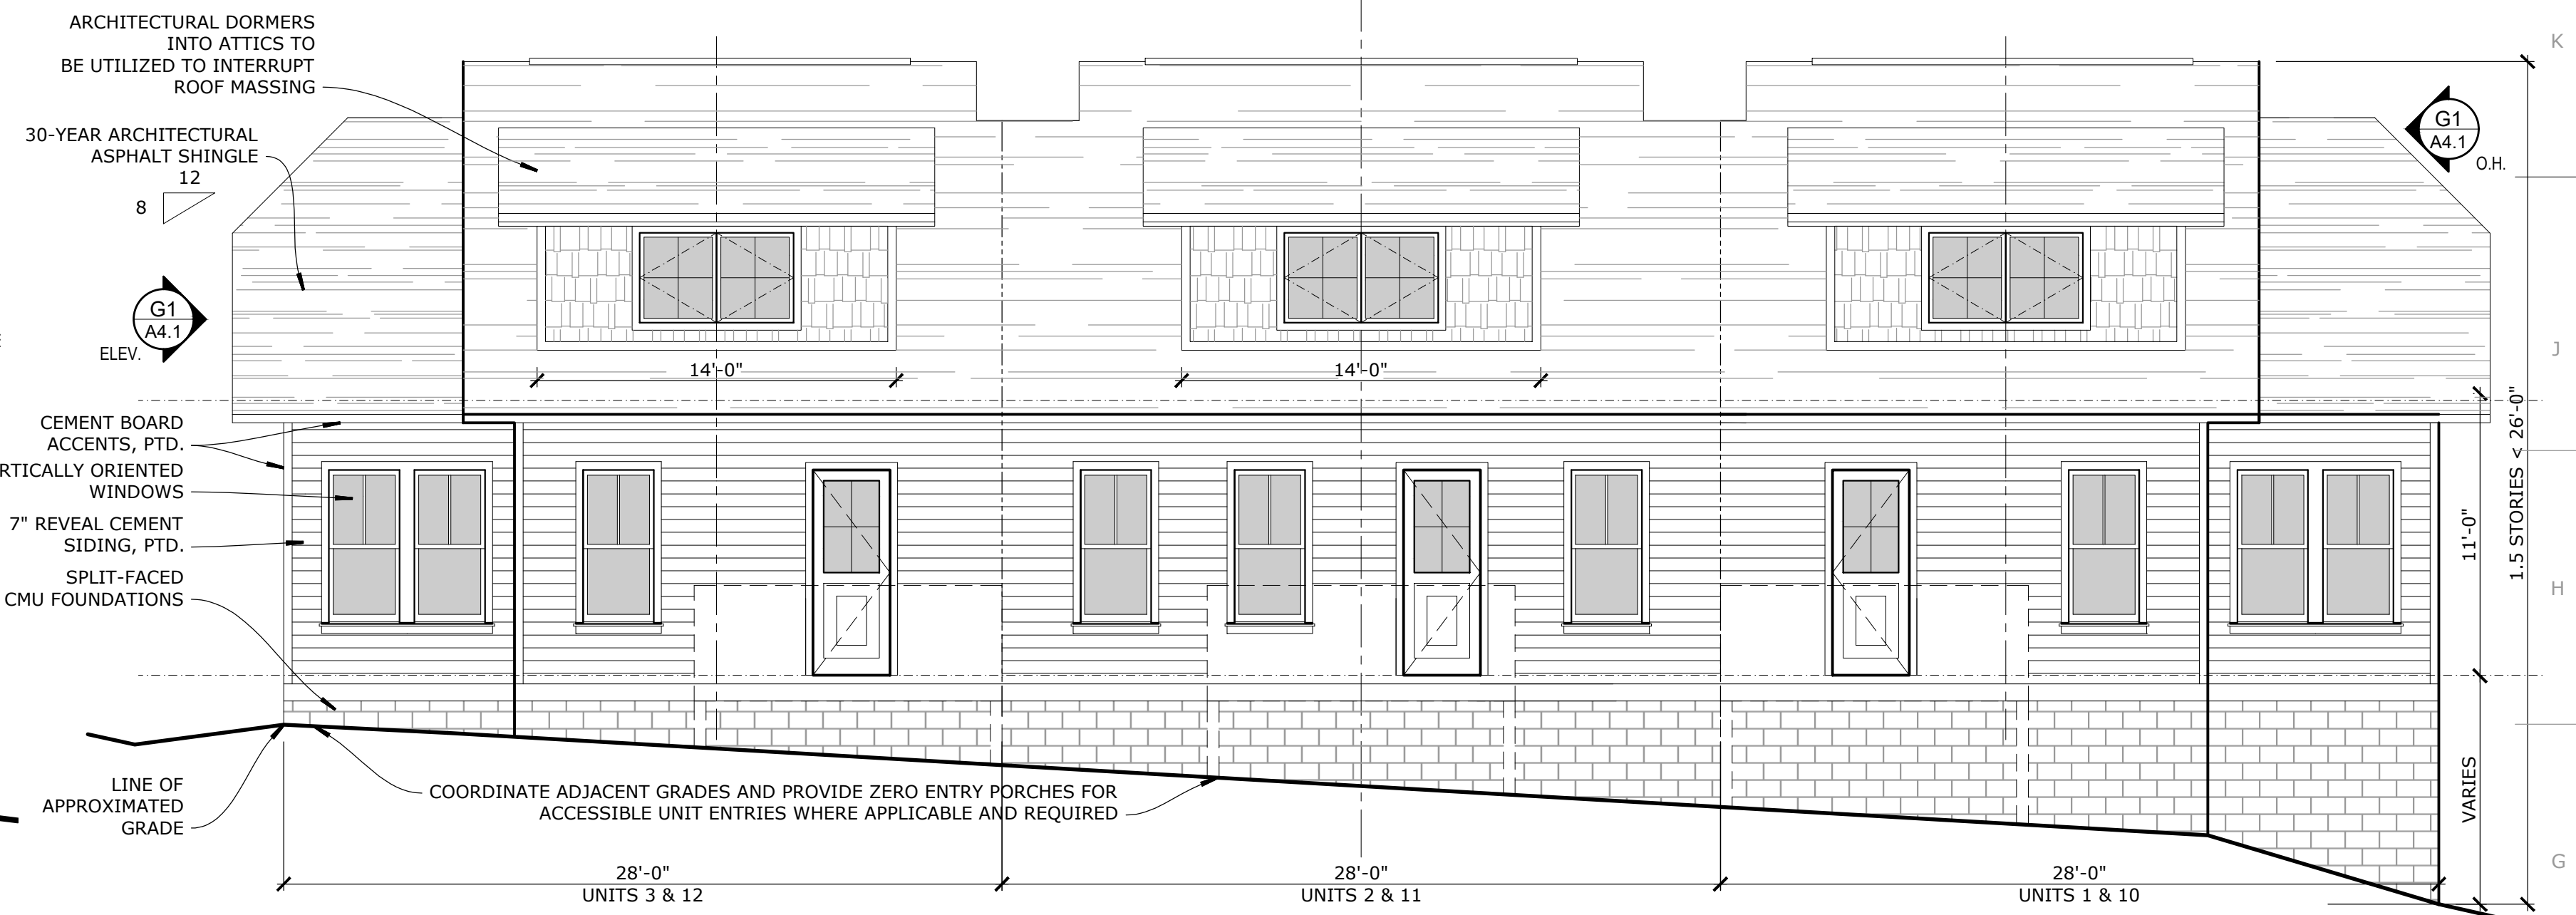 ARCHITECTURAL DORMERS
INTO ATTICS TO
BE UTILIZED TO INTERRUPT
ROOF MASSING
30-YEAR ARCHITECTURAL
ASPHALT SHINGLE
12
8
G1
A4.1
ELEV.
G1
A4.1
O.H.
K
J
H
G
14'-0"
14'-0"
CEMENT BOARD
ACCENTS, PTD.
RTICALLY ORIENTED
WINDOWS
7" REVEAL CEMENT
SIDING, PTD.
SPLIT-FACED
CMU FOUNDATIONS
LINE OF
APPROXIMATED
GRADE
COORDINATE ADJACENT GRADES AND PROVIDE ZERO ENTRY PORCHES FOR
ACCESSIBLE UNIT ENTRIES WHERE APPLICABLE AND REQUIRED
11'-0"
1.5 STORIES < 26'-0"
VARIES
28'-0"
UNITS 3 & 12
28'-0"
UNITS 2 & 11
28'-0"
UNITS 1 & 10